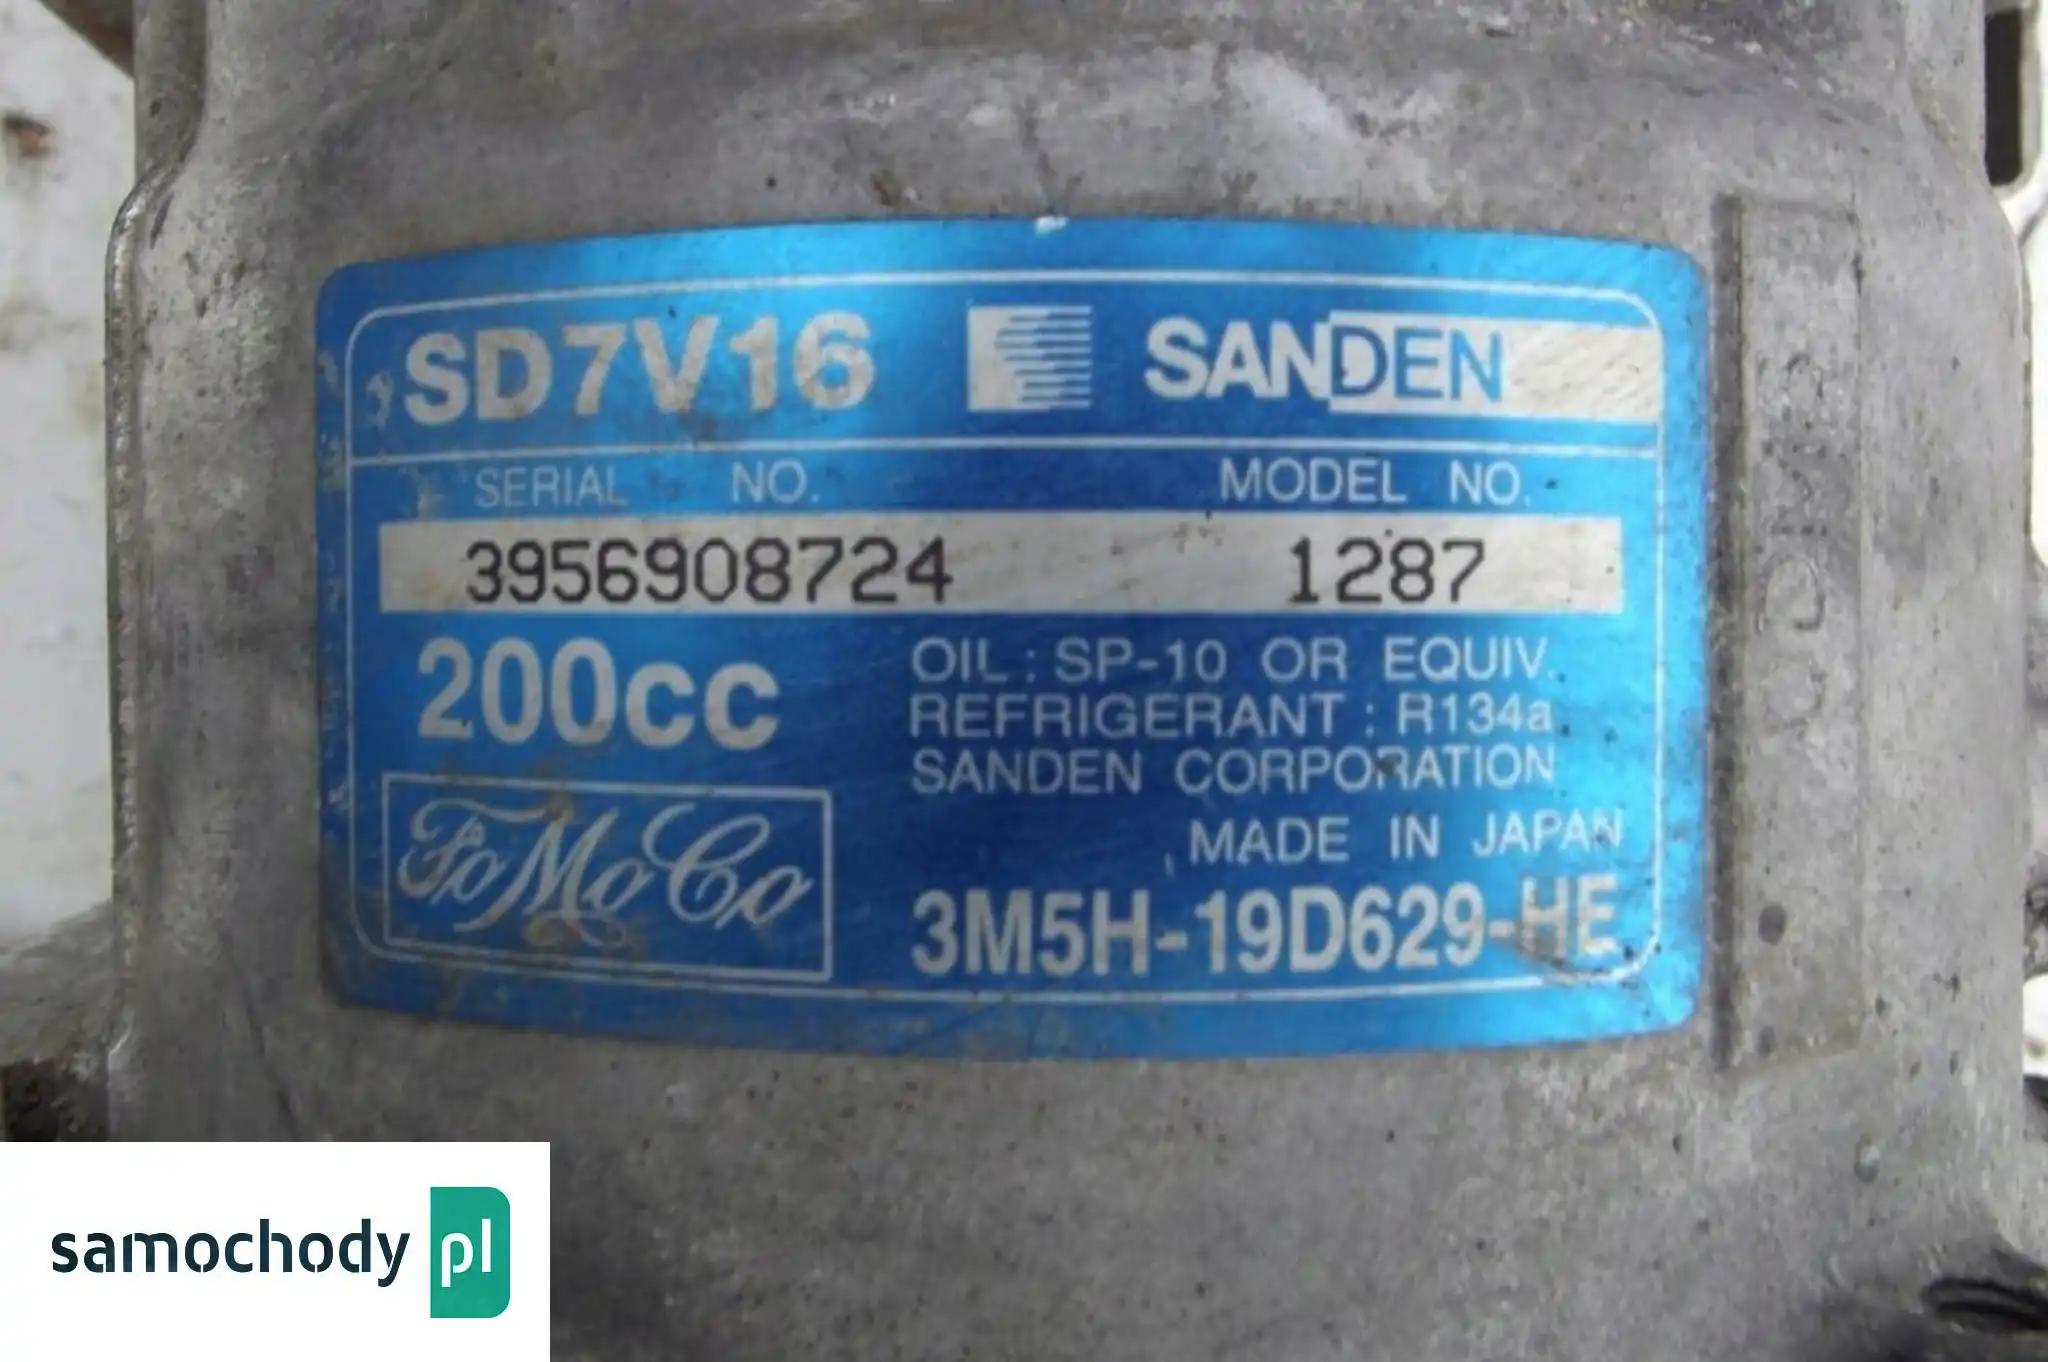 SD7V16 SANDEN
SERIAL NO. MODEL NO.
3956908724 1287
200cc
OIL : SP-10 OR EQUIV.
REFRIGERANT : R134a
SANDEN CORPORATION
MADE IN JAPAN
FoMoCo
3M5H-19D629-HE
samochody pl